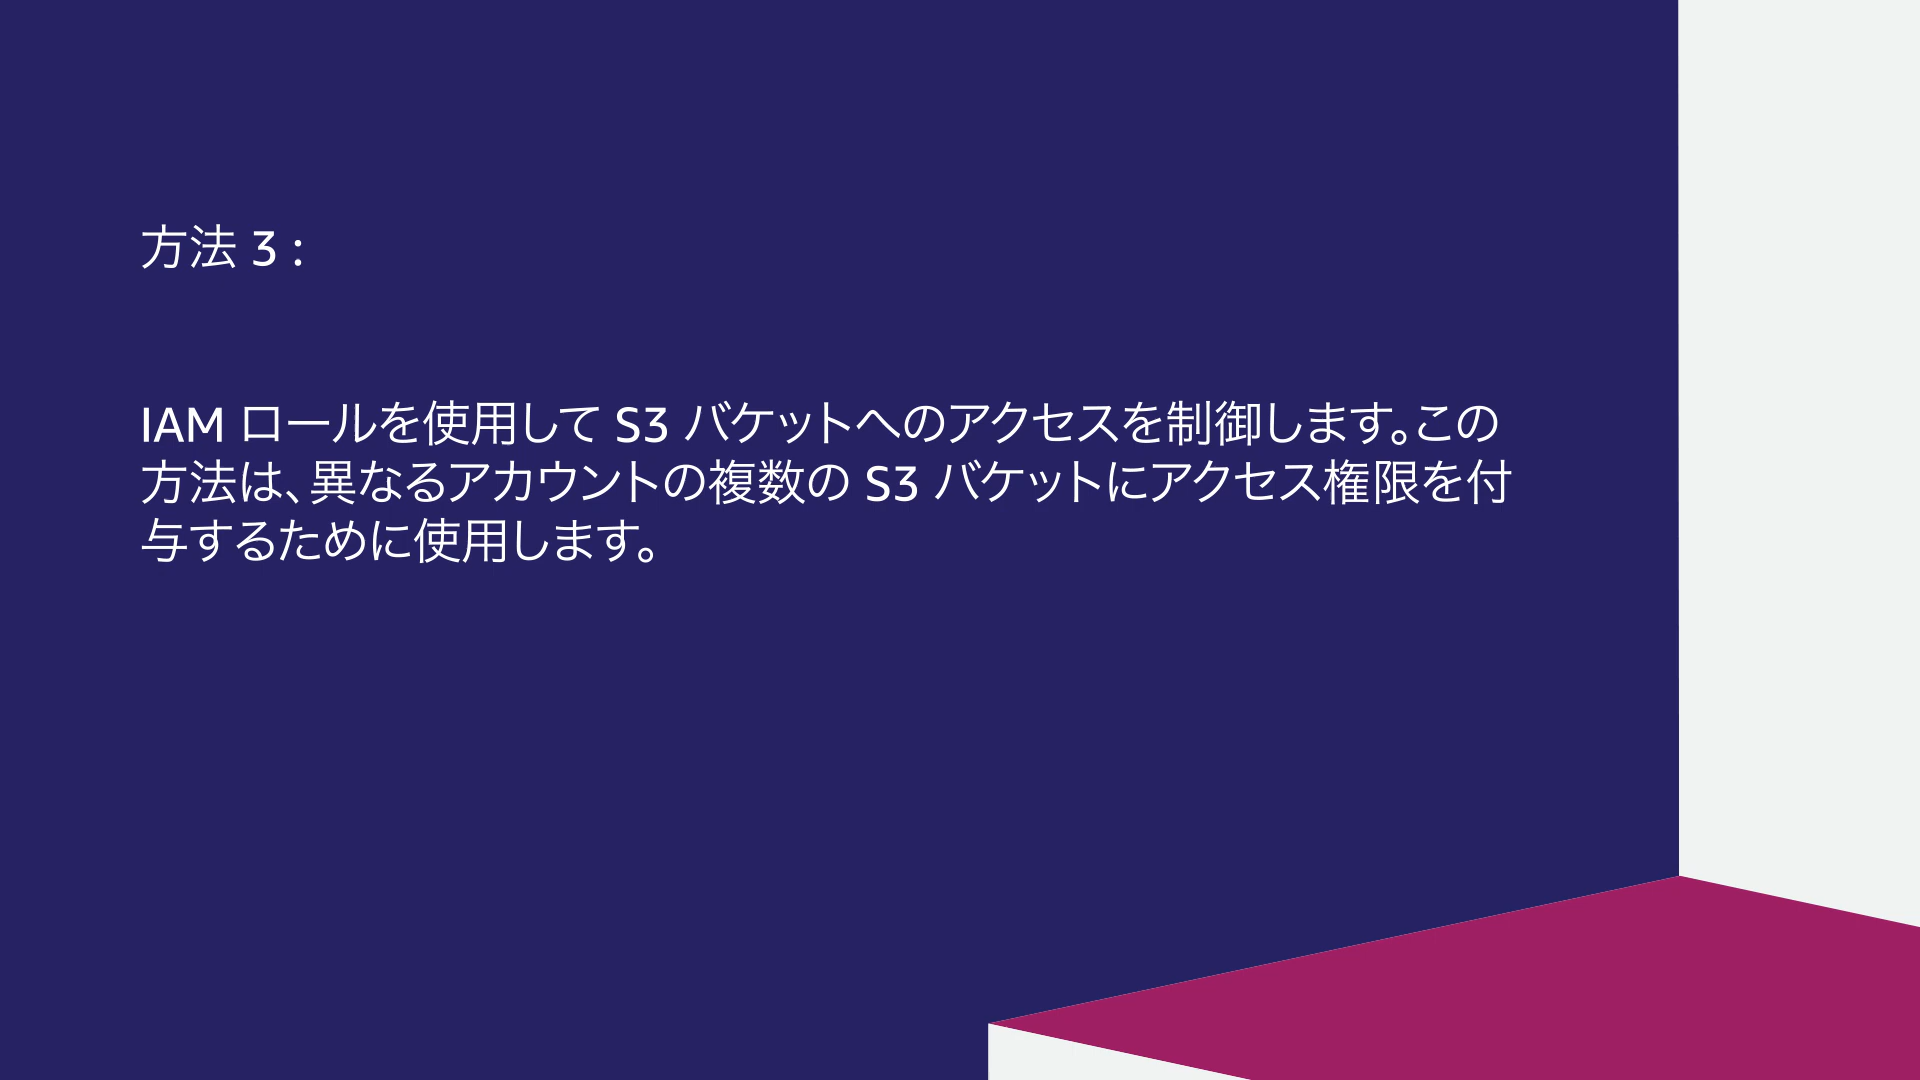 方法 3 :
IAM ロールを使用して S3 バケットへのアクセスを制御します。この
方法は、異なるアカウントの複数の S3 バケットにアクセス権限を付
与するために使用します。